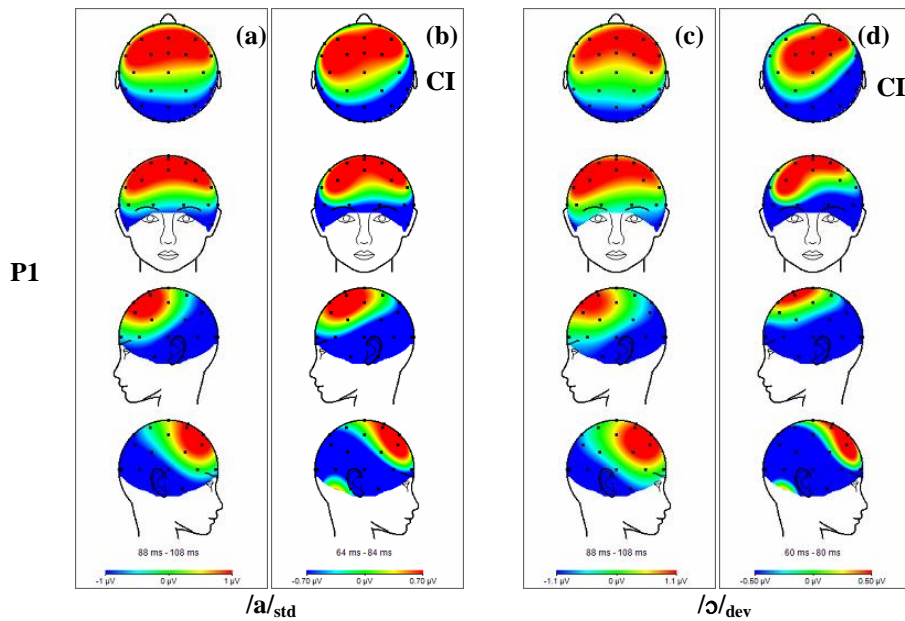 (a)
(b)
CI
(c)
(d)
CI
P1
88 ms - 108 ms
-1 µV 0 µV 1 µV
64 ms - 84 ms
-0.70 µV 0 µV 0.70 µV
88 ms - 108 ms
-1.1 µV 0 µV 1.1 µV
60 ms - 80 ms
-0.50 µV 0 µV 0.50 µV
/a/std
/ɔ/dev